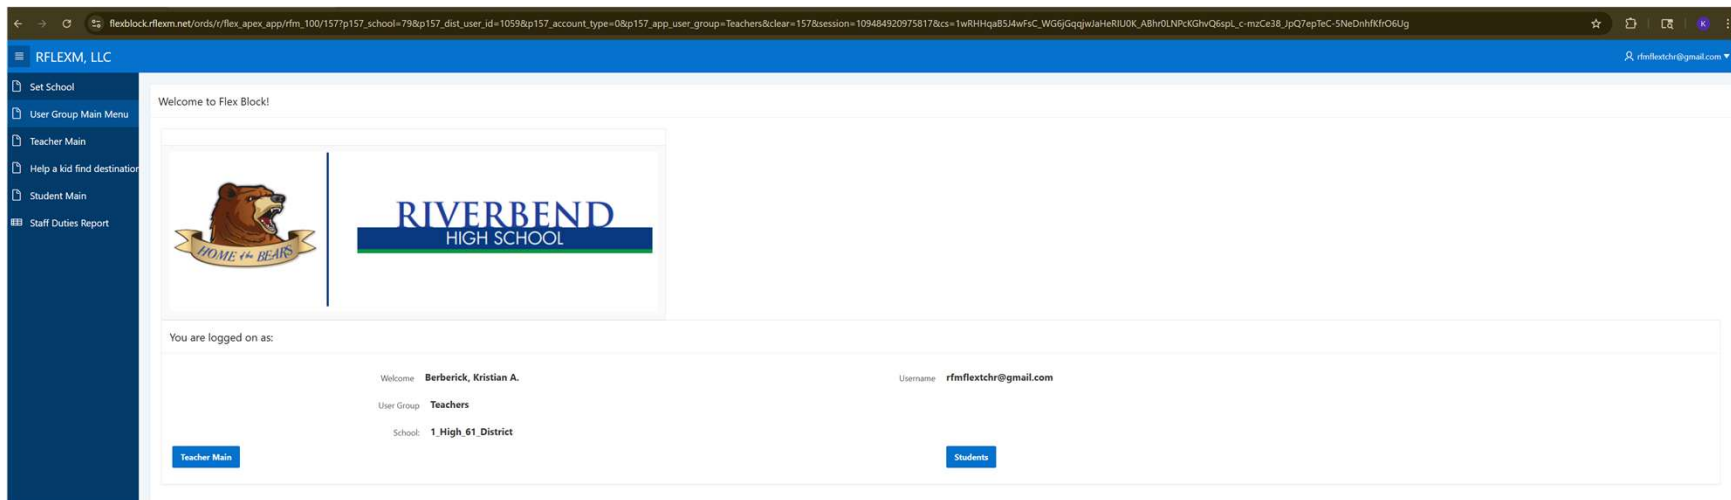 flexblock.rflexm.net/ords/r/flex_apex_app/rfm_100/157?p157_school=79&p157_dist_user_id=1059&p157_account_type=0&p157_app_user_group=Teachers&clear=157&session=109484920975817&cs=1wRHHqaB5J4wFsC_WG6jGqqjwJaHeRIU0K_ABhr0LNPcKGhvQ6spL_c-mzCe38_JpQ7epTeC-5NeDnhfKfrO6Ug
K
RFLEXM, LLC
rfmflextchr@gmail.com
Set School
User Group Main Menu
Teacher Main
Help a kid find destination
Student Main
Staff Duties Report
Welcome to Flex Block!
HOME of the BEARS
RIVERBEND
HIGH SCHOOL
You are logged on as:
Welcome Berberick, Kristian A.
Username rfmflextchr@gmail.com
User Group Teachers
School: 1_High_61_District
Teacher Main
Students